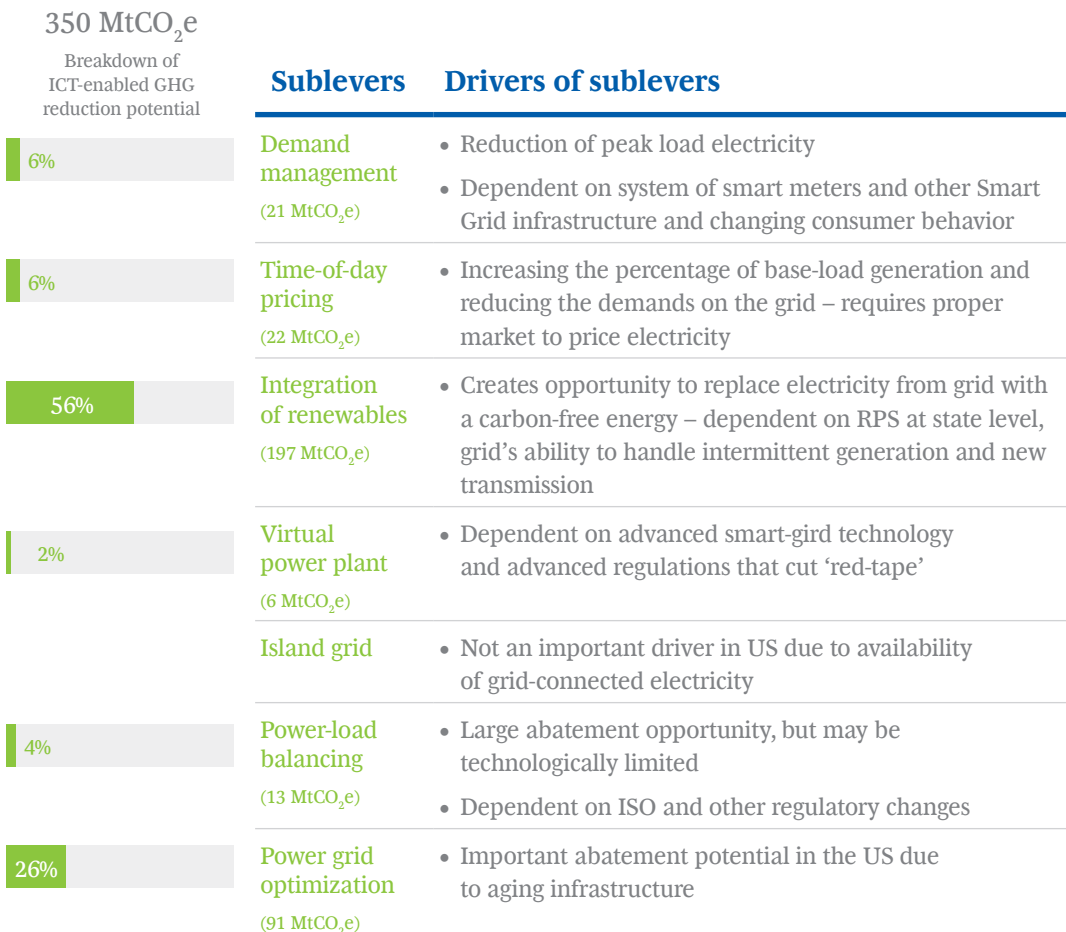 350 MtCO₂e
Breakdown of
ICT-enabled GHG
reduction potential
Sublevers Drivers of sublevers
6%
Demand
management
(21 MtCO₂e)
• Reduction of peak load electricity
• Dependent on system of smart meters and other Smart
Grid infrastructure and changing consumer behavior
6%
Time-of-day
pricing
(22 MtCO₂e)
• Increasing the percentage of base-load generation and
reducing the demands on the grid – requires proper
market to price electricity
56%
Integration
of renewables
(197 MtCO₂e)
• Creates opportunity to replace electricity from grid with
a carbon-free energy – dependent on RPS at state level,
grid’s ability to handle intermittent generation and new
transmission
2%
Virtual
power plant
(6 MtCO₂e)
• Dependent on advanced smart-gird technology
and advanced regulations that cut ‘red-tape’
Island grid
• Not an important driver in US due to availability
of grid-connected electricity
4%
Power-load
balancing
(13 MtCO₂e)
• Large abatement opportunity, but may be
technologically limited
• Dependent on ISO and other regulatory changes
26%
Power grid
optimization
(91 MtCO₂e)
• Important abatement potential in the US due
to aging infrastructure